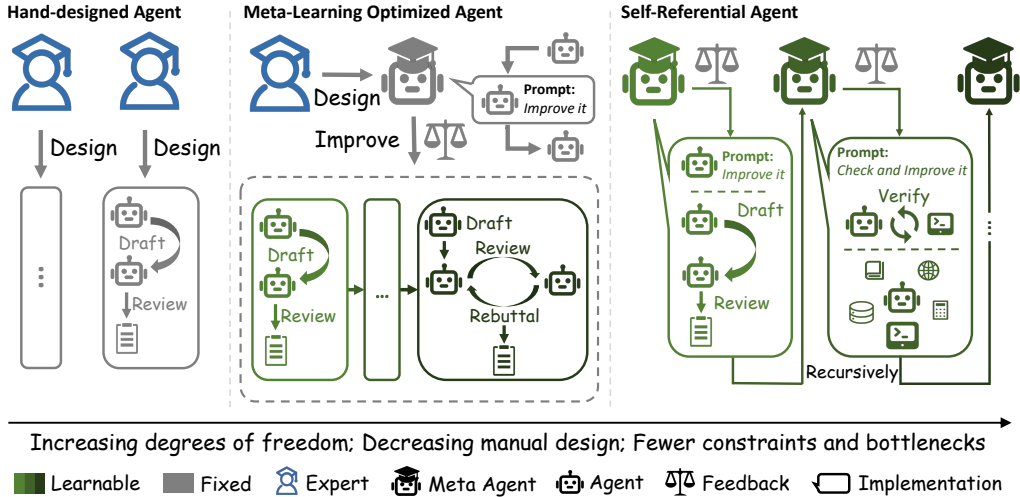 Hand-designed Agent
Design
Design
...
Draft
Review
Meta-Learning Optimized Agent
Design
Prompt:
Improve it
Improve
Draft
Review
...
Draft
Review
Rebuttal
Self-Referential Agent
Prompt:
Improve it
Draft
Review
Prompt:
Check and Improve it
Verify
...
Recursively
Increasing degrees of freedom; Decreasing manual design; Fewer constraints and bottlenecks
Learnable Fixed Expert Meta Agent Agent Feedback Implementation